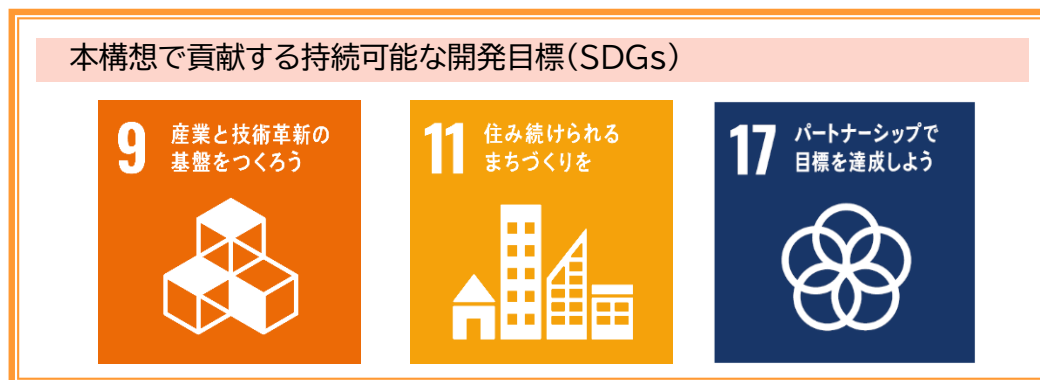 本構想で貢献する持続可能な開発目標(SDGs)
9 産業と技術革新の
基盤をつくろう
11 住み続けられる
まちづくりを
17 パートナーシップで
目標を達成しよう